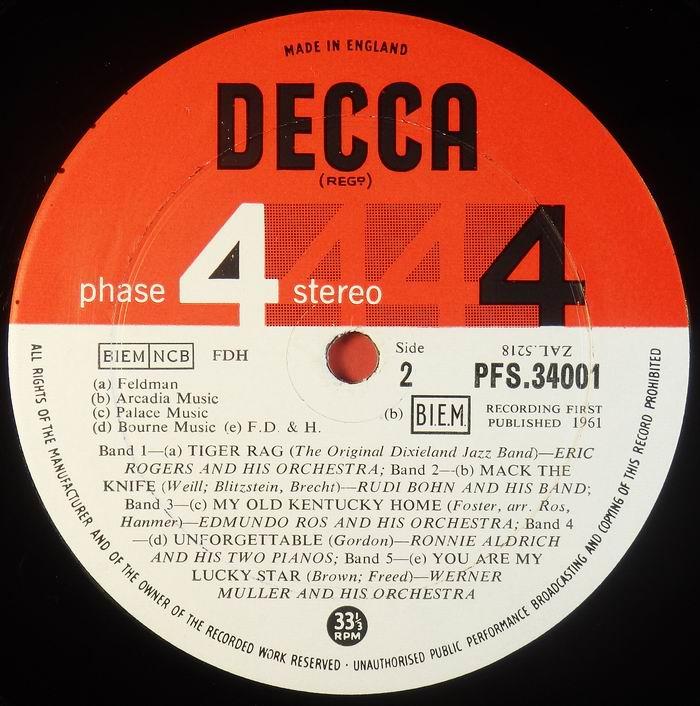 MADE IN ENGLAND
DECCA
(REGD)
phase 4 stereo 4 4 4
BIEM NCB FDH
Side
2
ZAL.5218
PFS.34001
(a) Feldman
(b) Arcadia Music
(c) Palace Music
(d) Bourne Music (e) F.D. & H.
(b) B.I.E.M.
RECORDING FIRST
PUBLISHED 1961
Band 1—(a) TIGER RAG (The Original Dixieland Jazz Band)—ERIC
ROGERS AND HIS ORCHESTRA; Band 2—(b) MACK THE
KNIFE (Weill; Blitzstein, Brecht)—RUDI BOHN AND HIS BAND;
Band 3—(c) MY OLD KENTUCKY HOME (Foster, arr. Ros,
Hanmer)—EDMUNDO ROS AND HIS ORCHESTRA; Band 4
—(d) UNFORGETTABLE (Gordon)—RONNIE ALDRICH
AND HIS TWO PIANOS; Band 5—(e) YOU ARE MY
LUCKY STAR (Brown; Freed)—WERNER
MULLER AND HIS ORCHESTRA
33⅓
RPM
ALL RIGHTS OF THE MANUFACTURER AND OF THE OWNER OF THE RECORDED WORK RESERVED · UNAUTHORISED PUBLIC PERFORMANCE BROADCASTING AND COPYING OF THIS RECORD PROHIBITED